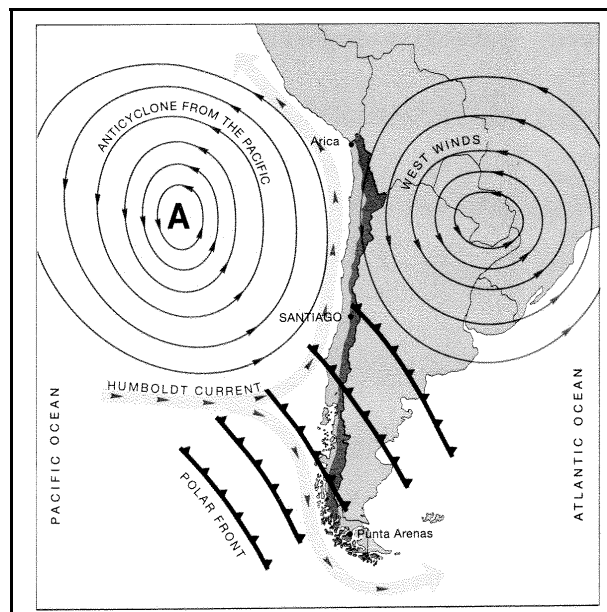 ANTICYCLONE FROM THE PACIFIC
A
Arica
WEST WINDS
SANTIAGO
HUMBOLDT CURRENT
POLAR FRONT
Punta Arenas
PACIFIC OCEAN
ATLANTIC OCEAN